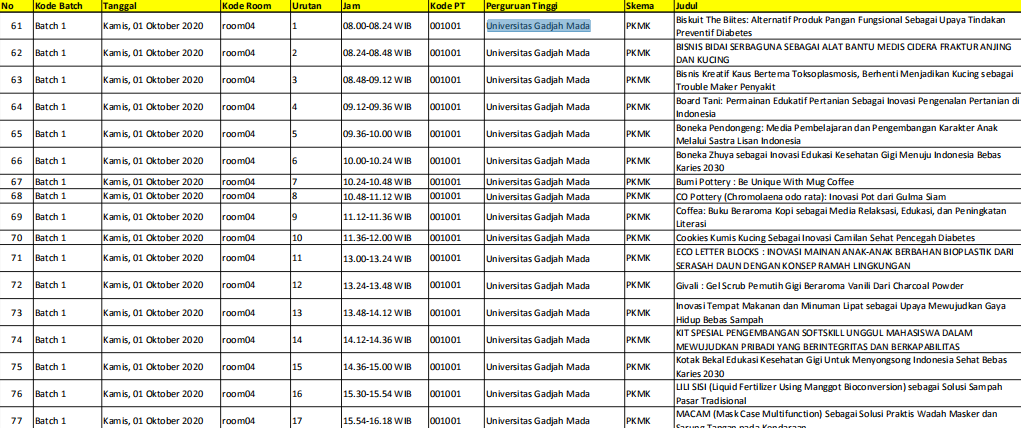 No Kode Batch Tanggal Kode Room Urutan Jam Kode PT Perguruan Tinggi Skema Judul
61 Batch 1 Kamis, 01 Oktober 2020 room04 1 08.00-08.24 WIB 001001 Universitas Gadjah Mada PKMK Biskuit The Biites: Alternatif Produk Pangan Fungsional Sebagai Upaya Tindakan
Preventif Diabetes
62 Batch 1 Kamis, 01 Oktober 2020 room04 2 08.24-08.48 WIB 001001 Universitas Gadjah Mada PKMK BISNIS BIDAI SERBAGUNA SEBAGAI ALAT BANTU MEDIS CIDERA FRAKTUR ANJING
DAN KUCING
63 Batch 1 Kamis, 01 Oktober 2020 room04 3 08.48-09.12 WIB 001001 Universitas Gadjah Mada PKMK Bisnis Kreatif Kaus Bertema Toksoplasmosis, Berhenti Menjadikan Kucing sebagai
Trouble Maker Penyakit
64 Batch 1 Kamis, 01 Oktober 2020 room04 4 09.12-09.36 WIB 001001 Universitas Gadjah Mada PKMK Board Tani: Permainan Edukatif Pertanian Sebagai Inovasi Pengenalan Pertanian di
Indonesia
65 Batch 1 Kamis, 01 Oktober 2020 room04 5 09.36-10.00 WIB 001001 Universitas Gadjah Mada PKMK Boneka Pendongeng: Media Pembelajaran dan Pengembangan Karakter Anak
Melalui Sastra Lisan Indonesia
66 Batch 1 Kamis, 01 Oktober 2020 room04 6 10.00-10.24 WIB 001001 Universitas Gadjah Mada PKMK Boneka Zhuya sebagai Inovasi Edukasi Kesehatan Gigi Menuju Indonesia Bebas
Karies 2030
67 Batch 1 Kamis, 01 Oktober 2020 room04 7 10.24-10.48 WIB 001001 Universitas Gadjah Mada PKMK Bumi Pottery : Be Unique With Mug Coffee
68 Batch 1 Kamis, 01 Oktober 2020 room04 8 10.48-11.12 WIB 001001 Universitas Gadjah Mada PKMK CO Pottery (Chromolaena odo rata): Inovasi Pot dari Gulma Siam
69 Batch 1 Kamis, 01 Oktober 2020 room04 9 11.12-11.36 WIB 001001 Universitas Gadjah Mada PKMK Coffea: Buku Beraroma Kopi sebagai Media Relaksasi, Edukasi, dan Peningkatan
Literasi
70 Batch 1 Kamis, 01 Oktober 2020 room04 10 11.36-12.00 WIB 001001 Universitas Gadjah Mada PKMK Cookies Kumis Kucing Sebagai Inovasi Camilan Sehat Pencegah Diabetes
71 Batch 1 Kamis, 01 Oktober 2020 room04 11 13.00-13.24 WIB 001001 Universitas Gadjah Mada PKMK ECO LETTER BLOCKS : INOVASI MAINAN ANAK-ANAK BERBAHAN BIOPLASTIK DARI
SERASAH DAUN DENGAN KONSEP RAMAH LINGKUNGAN
72 Batch 1 Kamis, 01 Oktober 2020 room04 12 13.24-13.48 WIB 001001 Universitas Gadjah Mada PKMK Givali : Gel Scrub Pemutih Gigi Beraroma Vanili Dari Charcoal Powder
73 Batch 1 Kamis, 01 Oktober 2020 room04 13 13.48-14.12 WIB 001001 Universitas Gadjah Mada PKMK Inovasi Tempat Makanan dan Minuman Lipat sebagai Upaya Mewujudkan Gaya
Hidup Bebas Sampah
74 Batch 1 Kamis, 01 Oktober 2020 room04 14 14.12-14.36 WIB 001001 Universitas Gadjah Mada PKMK KIT SPESIAL PENGEMBANGAN SOFTSKILL UNGGUL MAHASISWA DALAM
MEWUJUDKAN PRIBADI YANG BERINTEGRITAS DAN BERKAPABILITAS
75 Batch 1 Kamis, 01 Oktober 2020 room04 15 14.36-15.00 WIB 001001 Universitas Gadjah Mada PKMK Kotak Bekal Edukasi Kesehatan Gigi Untuk Menyongsong Indonesia Sehat Bebas
Karies 2030
76 Batch 1 Kamis, 01 Oktober 2020 room04 16 15.30-15.54 WIB 001001 Universitas Gadjah Mada PKMK LILI SISI (Liquid Fertilizer Using Manggot Bioconversion) sebagai Solusi Sampah
Pasar Tradisional
77 Batch 1 Kamis, 01 Oktober 2020 room04 17 15.54-16.18 WIB 001001 Universitas Gadjah Mada PKMK MACAM (Mask Case Multifunction) Sebagai Solusi Praktis Wadah Masker dan
Sarung Tangan pada Kendaraan